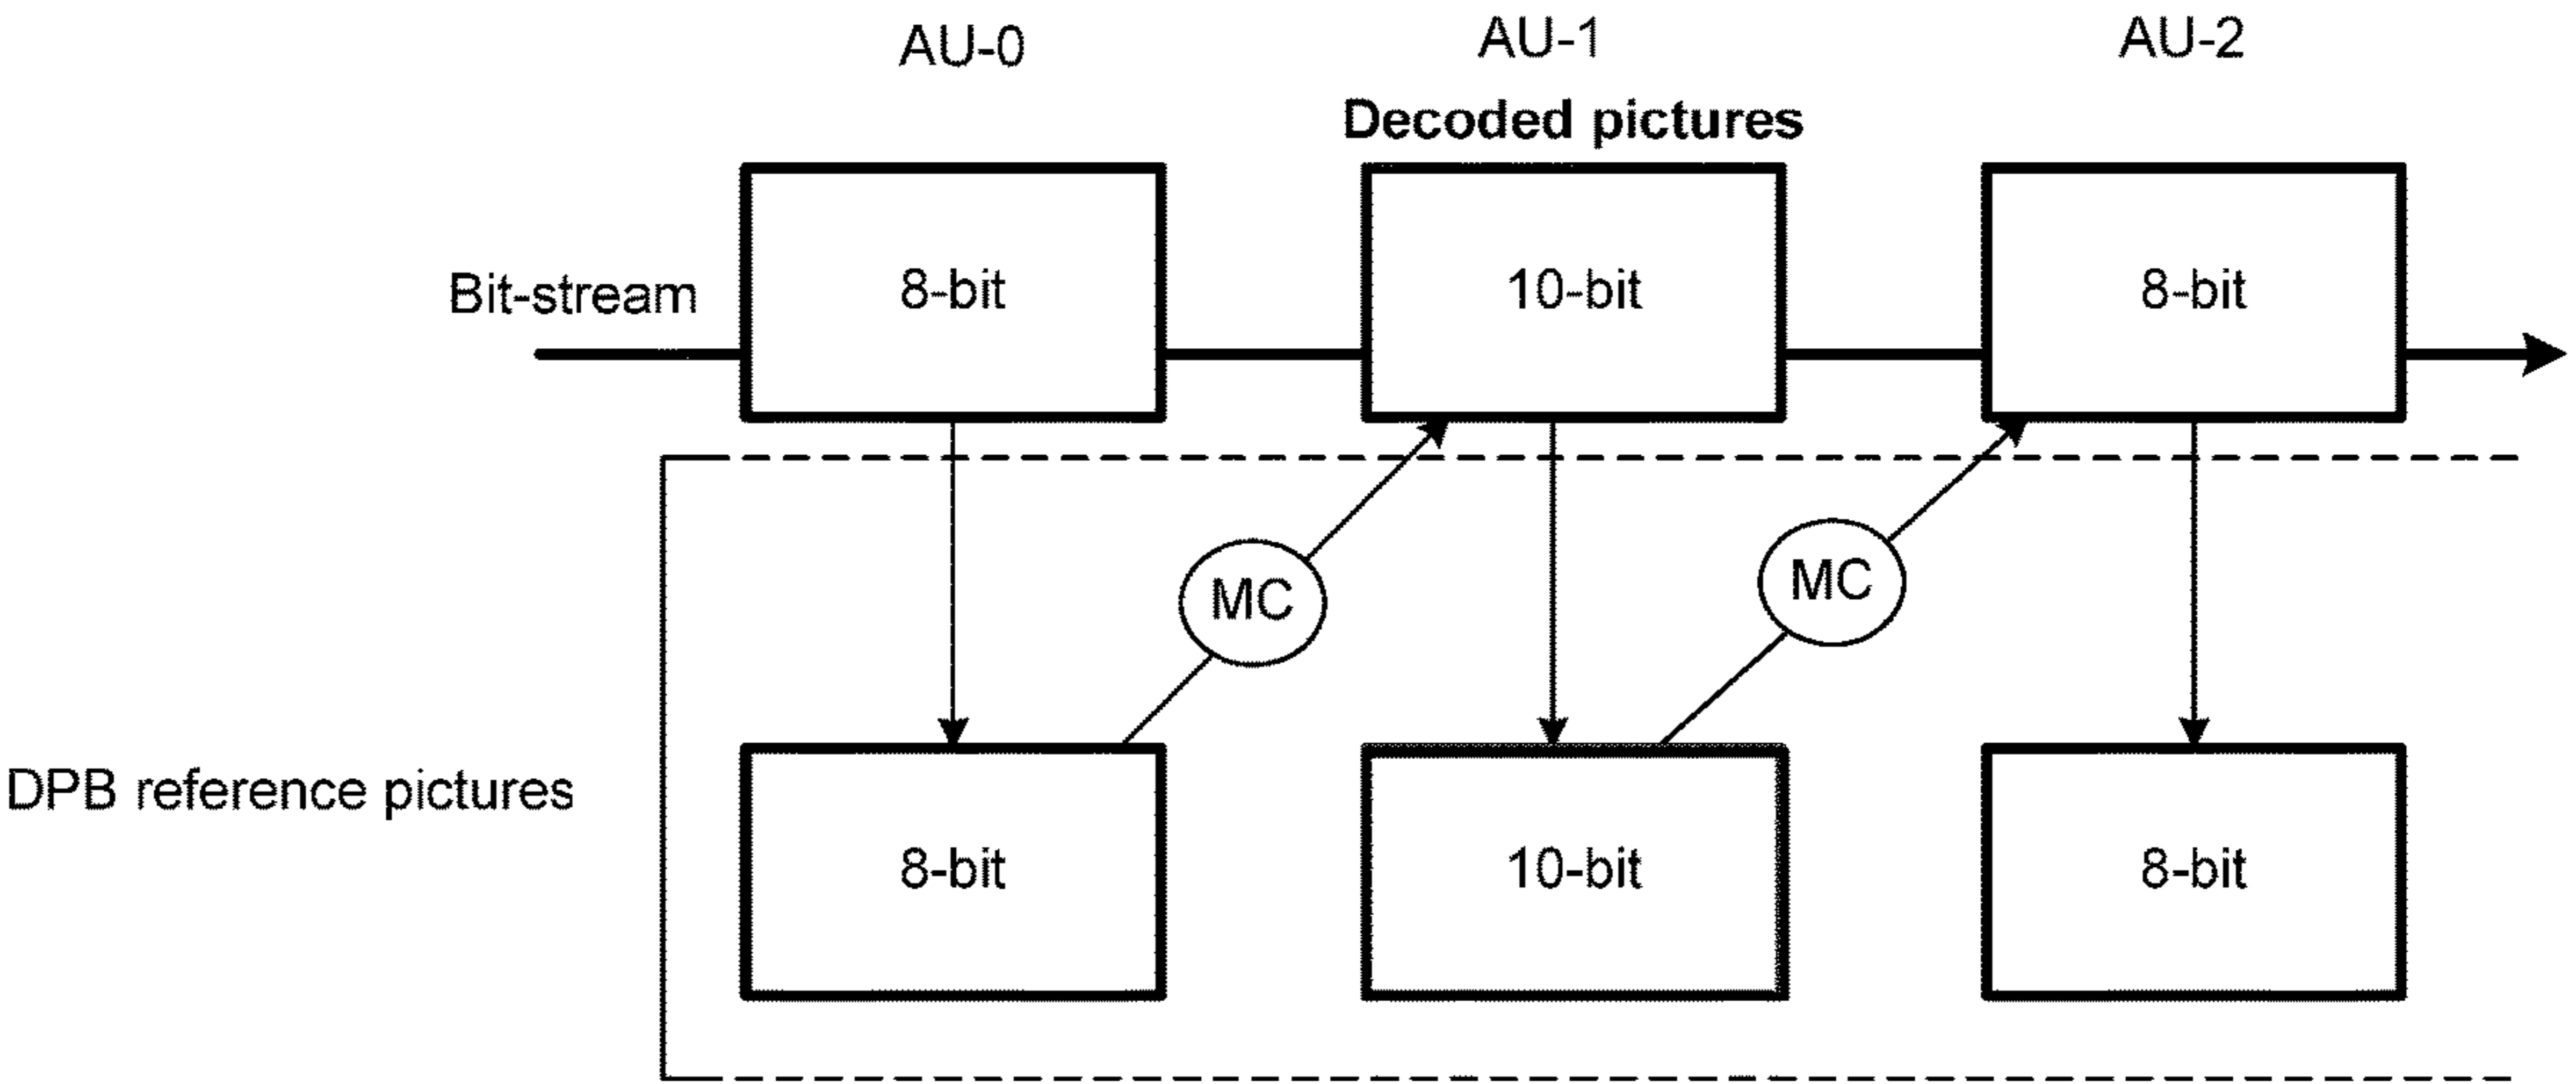 AU-0
AU-1
AU-2
Decoded pictures
Bit-stream
8-bit
10-bit
8-bit
MC
MC
DPB reference pictures
8-bit
10-bit
8-bit